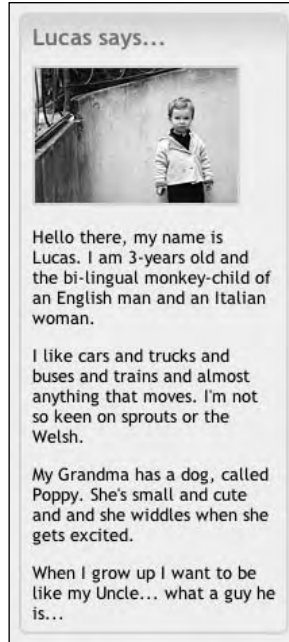 Lucas says...
Hello there, my name is
Lucas. I am 3-years old and
the bi-lingual monkey-child of
an English man and an Italian
woman.
I like cars and trucks and
buses and trains and almost
anything that moves. I'm not
so keen on sprouts or the
Welsh.
My Grandma has a dog, called
Poppy. She's small and cute
and and she widdles when she
gets excited.
When I grow up I want to be
like my Uncle... what a guy he
is...